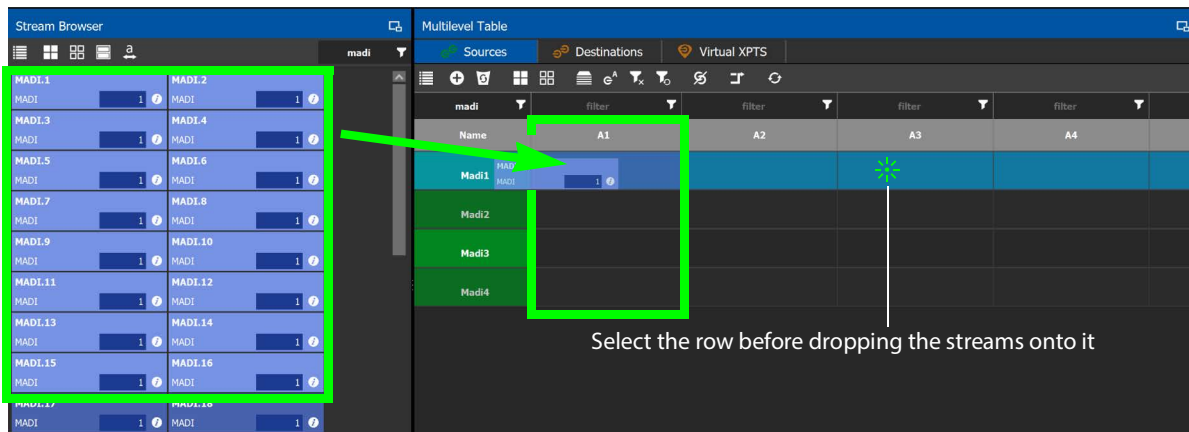 Stream Browser
madi
MADI.1 MADI.2
MADI 1 MADI 1
MADI.3 MADI.4
MADI 1 MADI 1
MADI.5 MADI.6
MADI 1 MADI 1
MADI.7 MADI.8
MADI 1 MADI 1
MADI.9 MADI.10
MADI 1 MADI 1
MADI.11 MADI.12
MADI 1 MADI 1
MADI.13 MADI.14
MADI 1 MADI 1
MADI.15 MADI.16
MADI 1 MADI 1
MADI.17 MADI.18
MADI 1 MADI 1
Multilevel Table
Sources Destinations Virtual XPTS
madi filter filter filter filter
Name A1 A2 A3 A4
Madi1
MADI 1
Madi2
Madi3
Madi4
Select the row before dropping the streams onto it